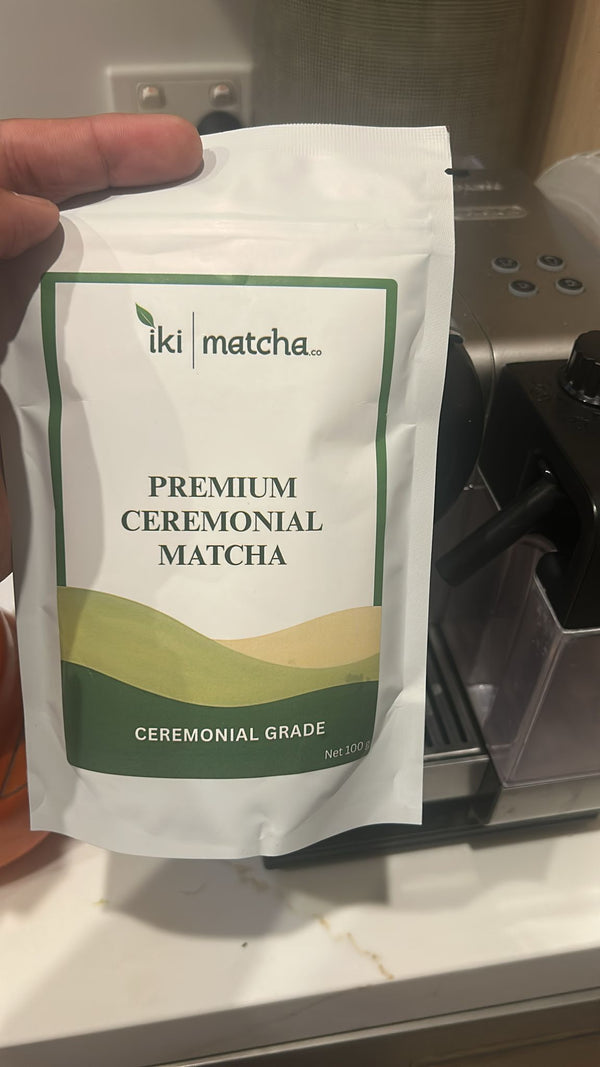 iki | matcha.co
PREMIUM
CEREMONIAL
MATCHA
CEREMONIAL GRADE
Net 100 g